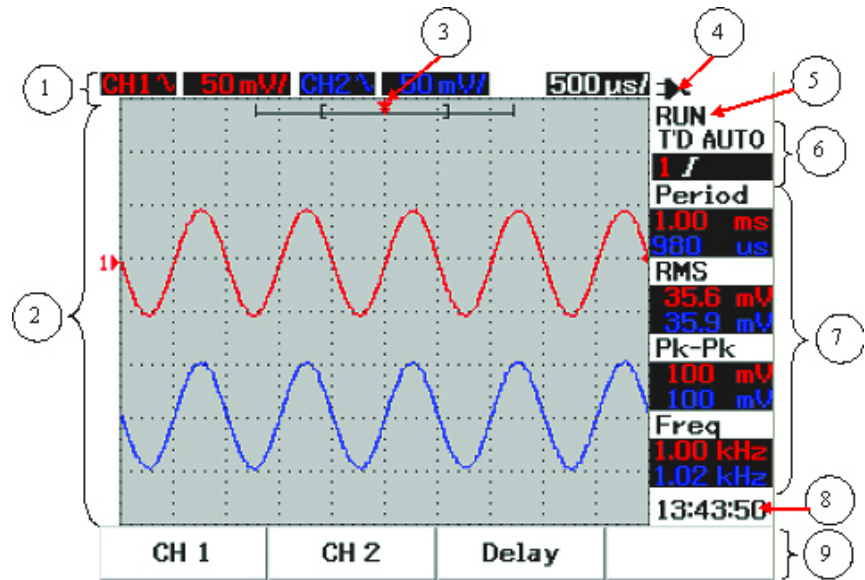 3
4
1
CH1 ∿ 50 mV/ CH2 ∿ 50 mV/ 500 µs/
5
RUN
T'D AUTO
6
1
Period
1.00 ms
980 us
RMS
35.6 mV
35.9 mV
Pk-Pk
100 mV
100 mV
Freq
1.00 kHz
1.02 kHz
7
1
2
13:43:50
8
CH 1 CH 2 Delay
9